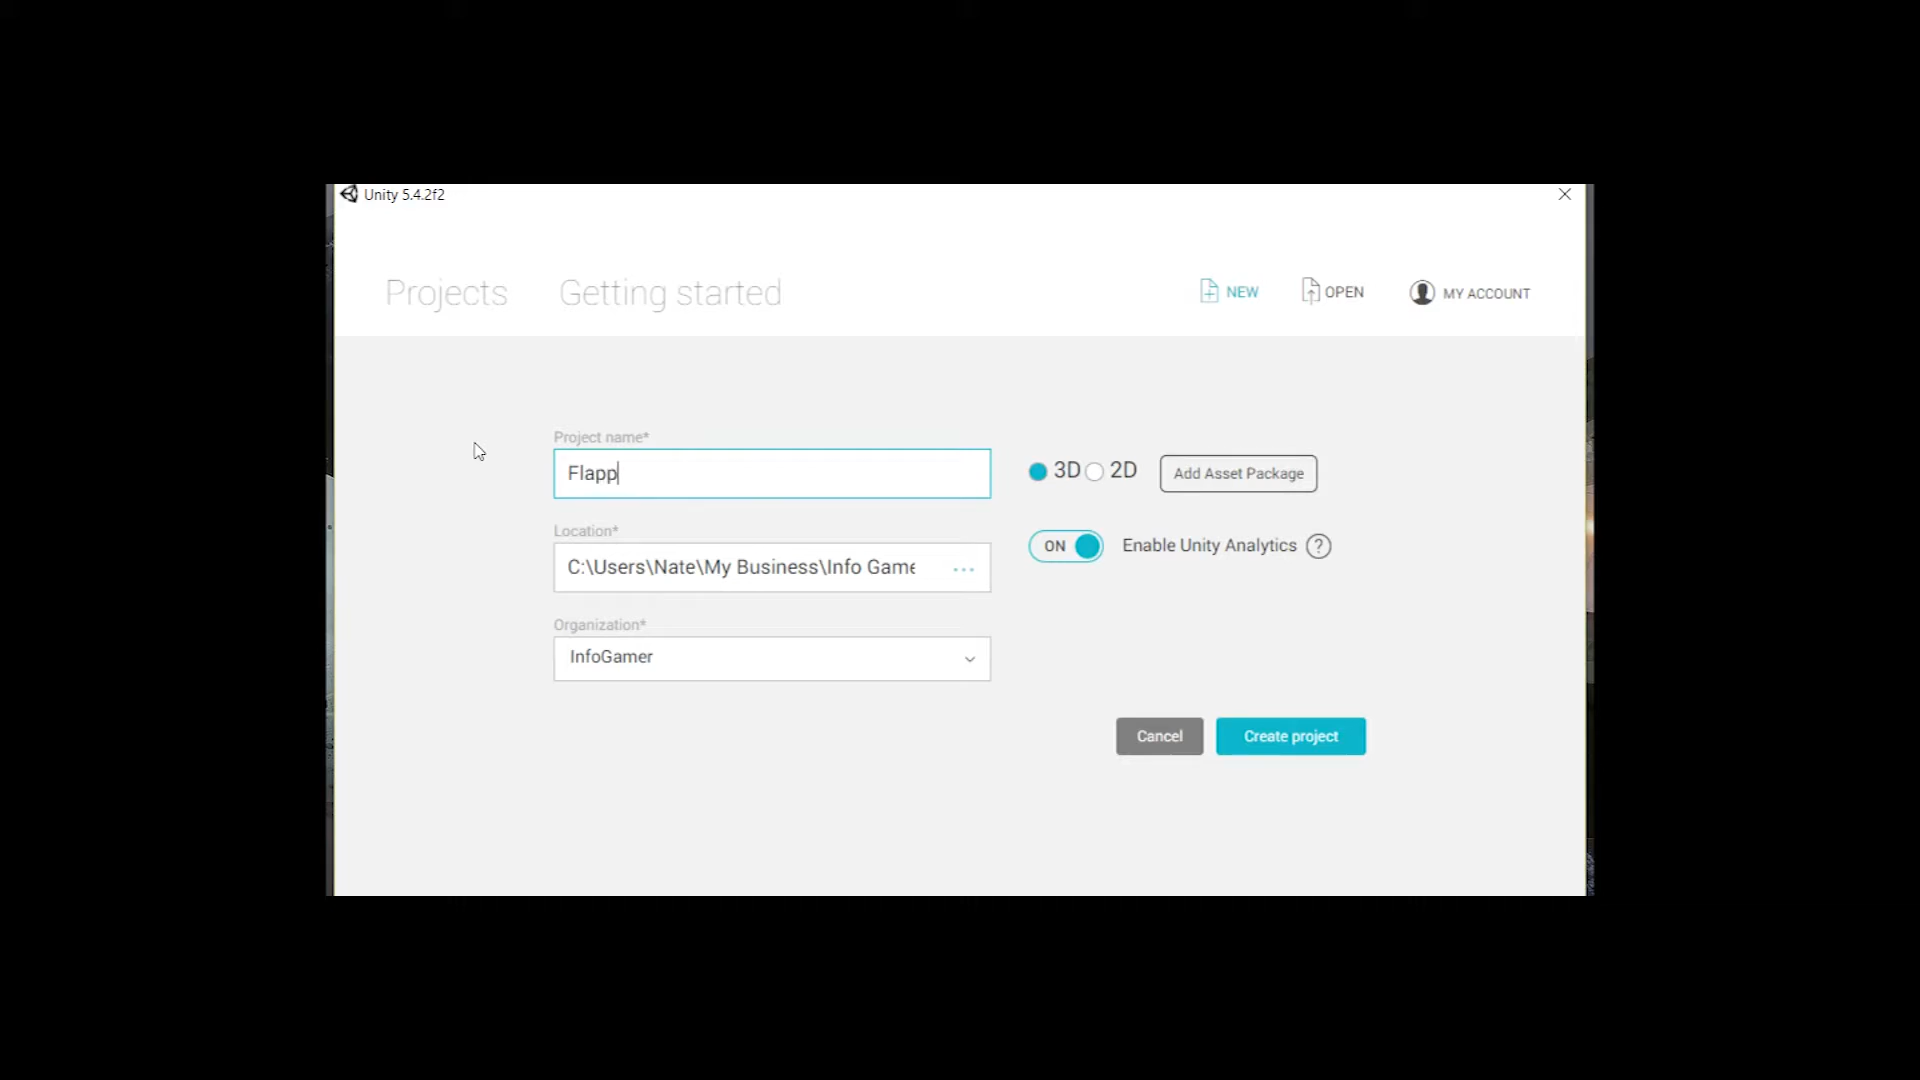 Unity 5.4.2f2
Projects Getting started NEW OPEN MY ACCOUNT
Project name*
Flapp 3D 2D Add Asset Package
Location*
C:\Users\Nate\My Business\Info Game ... ON Enable Unity Analytics ?
Organization*
InfoGamer
Cancel Create project